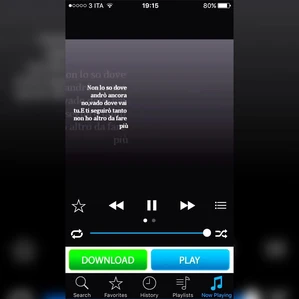 3 ITA
19:15
80%
Non lo so dove
andrò ancora
no,vado dove vai
tu.E ti seguirò tanto
non ho altro da fare
più
DOWNLOAD
PLAY
Search
Favorites
History
Playlists
Now Playing